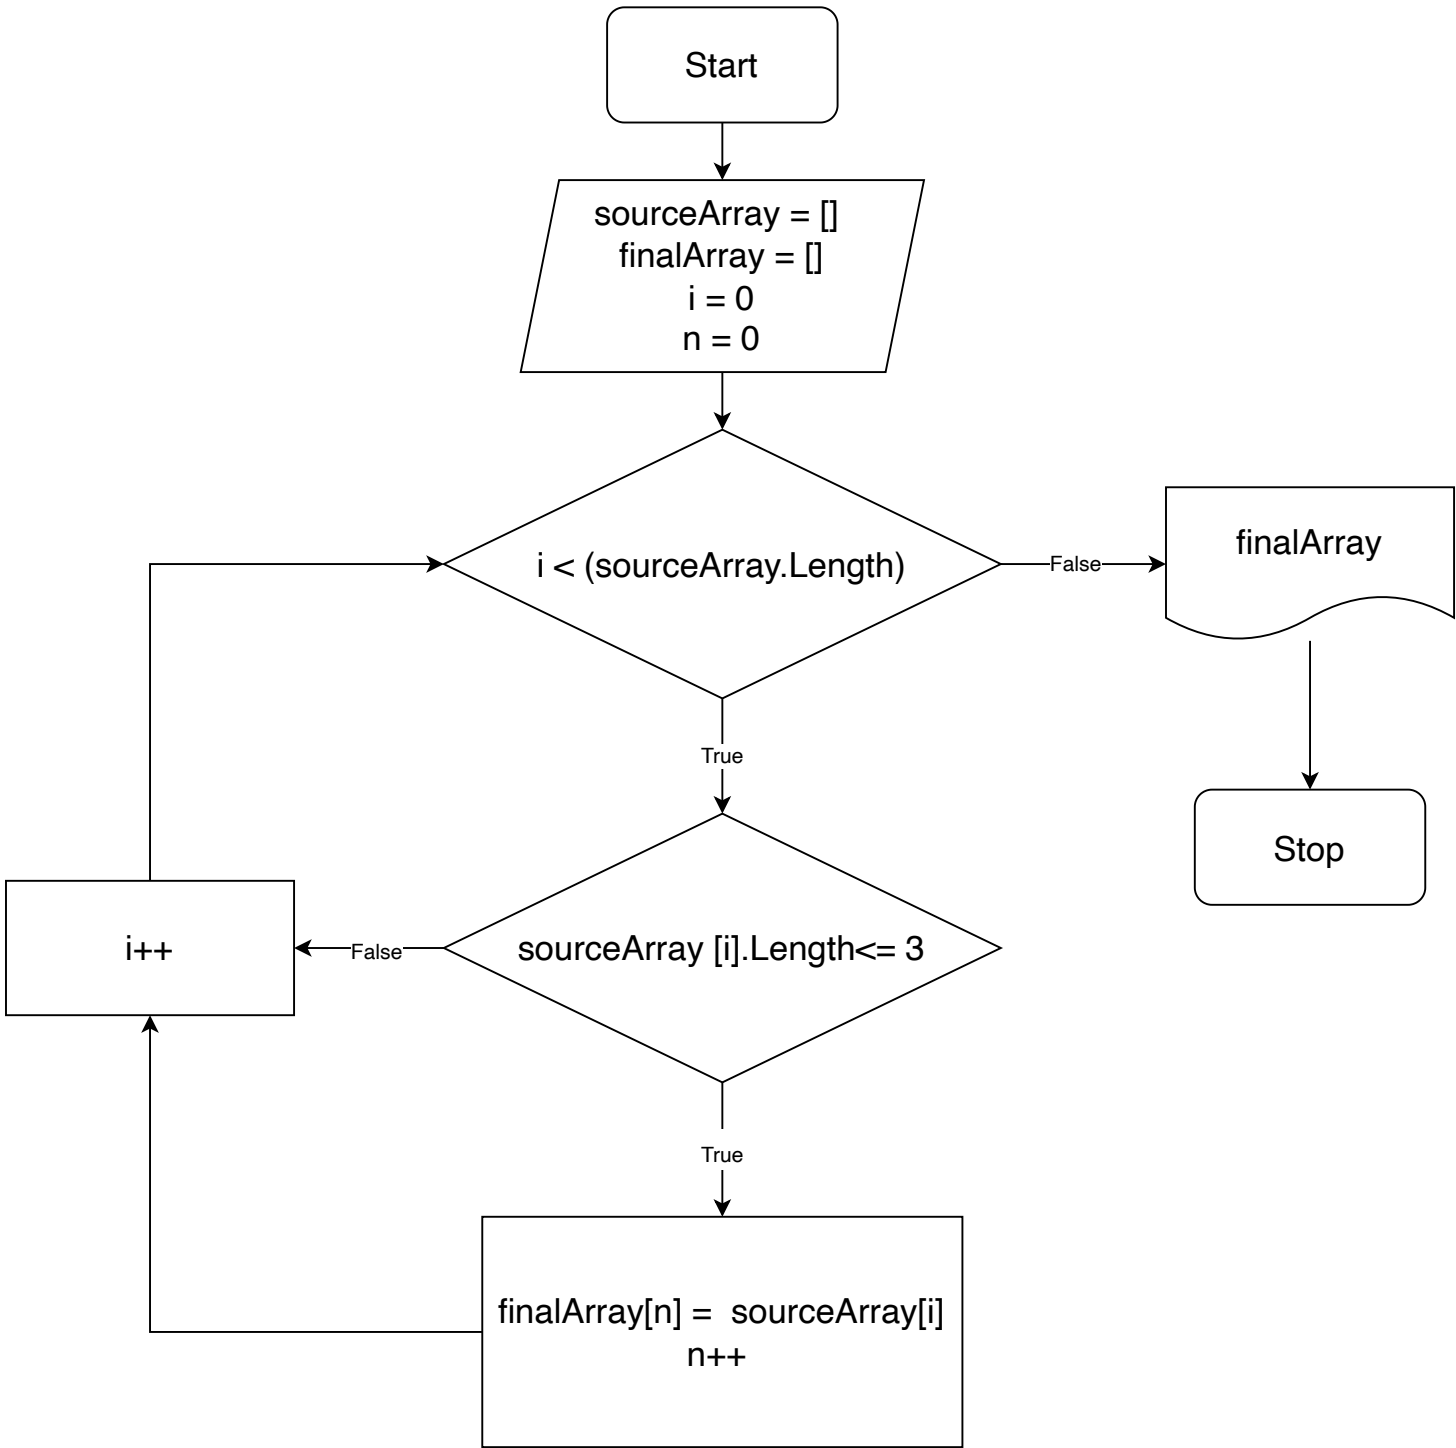 Start
sourceArray = []
finalArray = []
i = 0
n = 0
i < (sourceArray.Length)
False
finalArray
True
Stop
i++
False
sourceArray [i].Length<= 3
True
finalArray[n] =  sourceArray[i]
n++